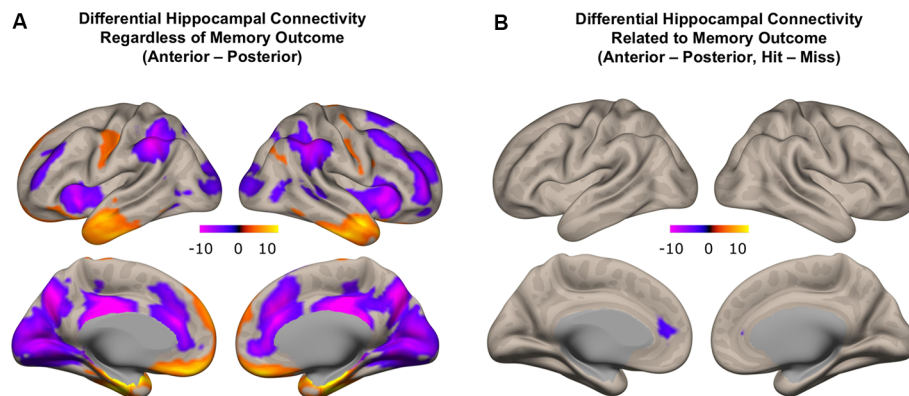 A
Differential Hippocampal Connectivity
Regardless of Memory Outcome
(Anterior – Posterior)
-10 0 10
B
Differential Hippocampal Connectivity
Related to Memory Outcome
(Anterior – Posterior, Hit – Miss)
-10 0 10